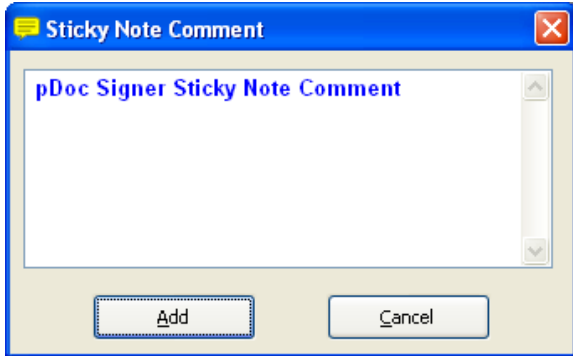 Sticky Note Comment
pDoc Signer Sticky Note Comment
Add
Cancel